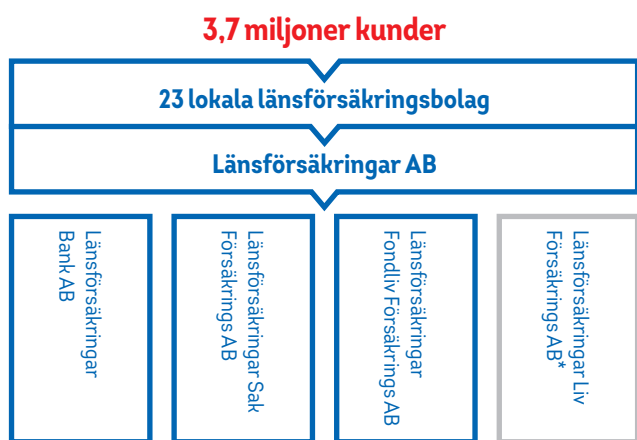 3,7 miljoner kunder
23 lokala länsförsäkringsbolag
Länsförsäkringar AB
Länsförsäkringar
Bank AB
Länsförsäkringar Sak
Försäkrings AB
Länsförsäkringar
Fondliv Försäkrings AB
Länsförsäkringar Liv
Försäkrings AB*